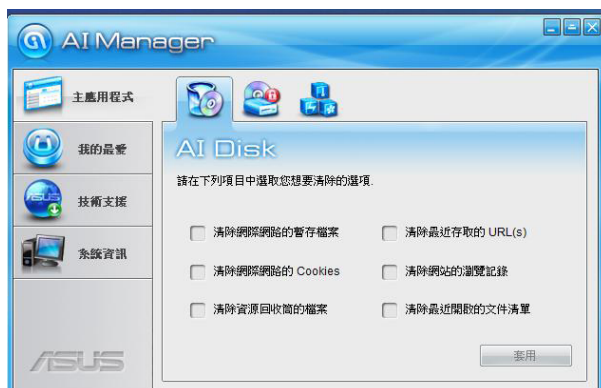 AI Manager
主應用程式
我的最愛
技術支援
系統資訊
ASUS
AI Disk
請在下列項目中選取您想要清除的選項.
清除網際網路的暫存檔案
清除最近存取的 URL(s)
清除網際網路的 Cookies
清除網站的瀏覽記錄
清除資源回收筒的檔案
清除最近開啟的文件清單
套用